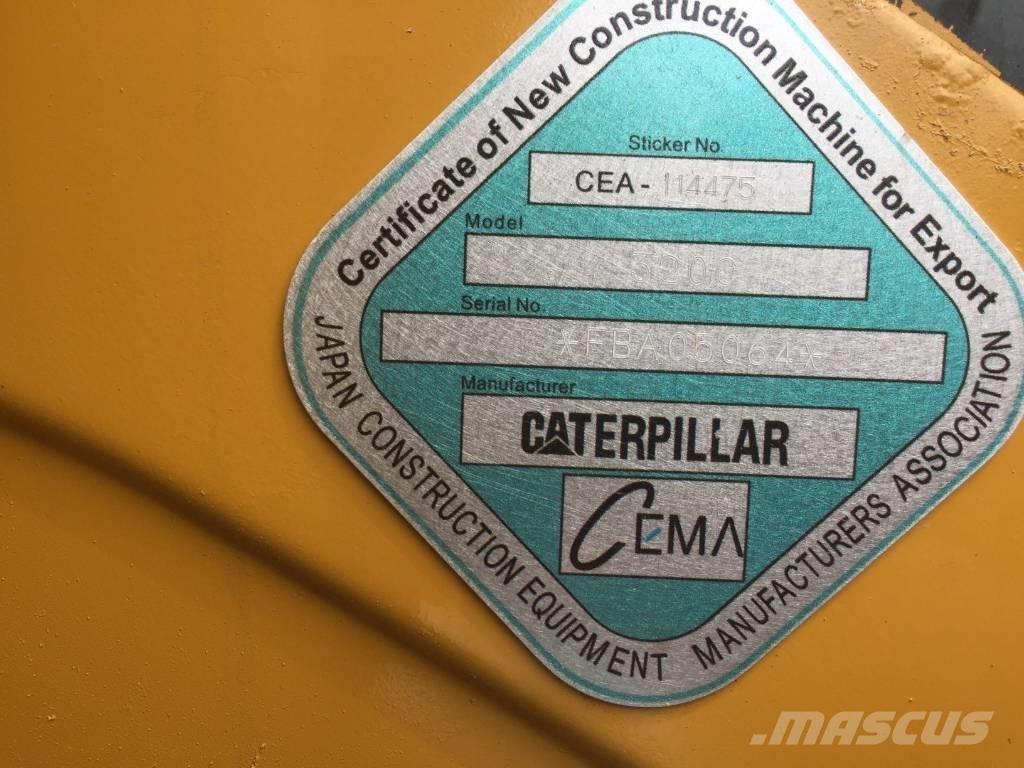 Certificate of New Construction Machine for Export
Sticker No
CEA - 114475
Model
320C
Serial No.
*FBA05064*
Manufacturer
CATERPILLAR
CEMA
JAPAN CONSTRUCTION EQUIPMENT MANUFACTURERS ASSOCIATION
.MASCUS